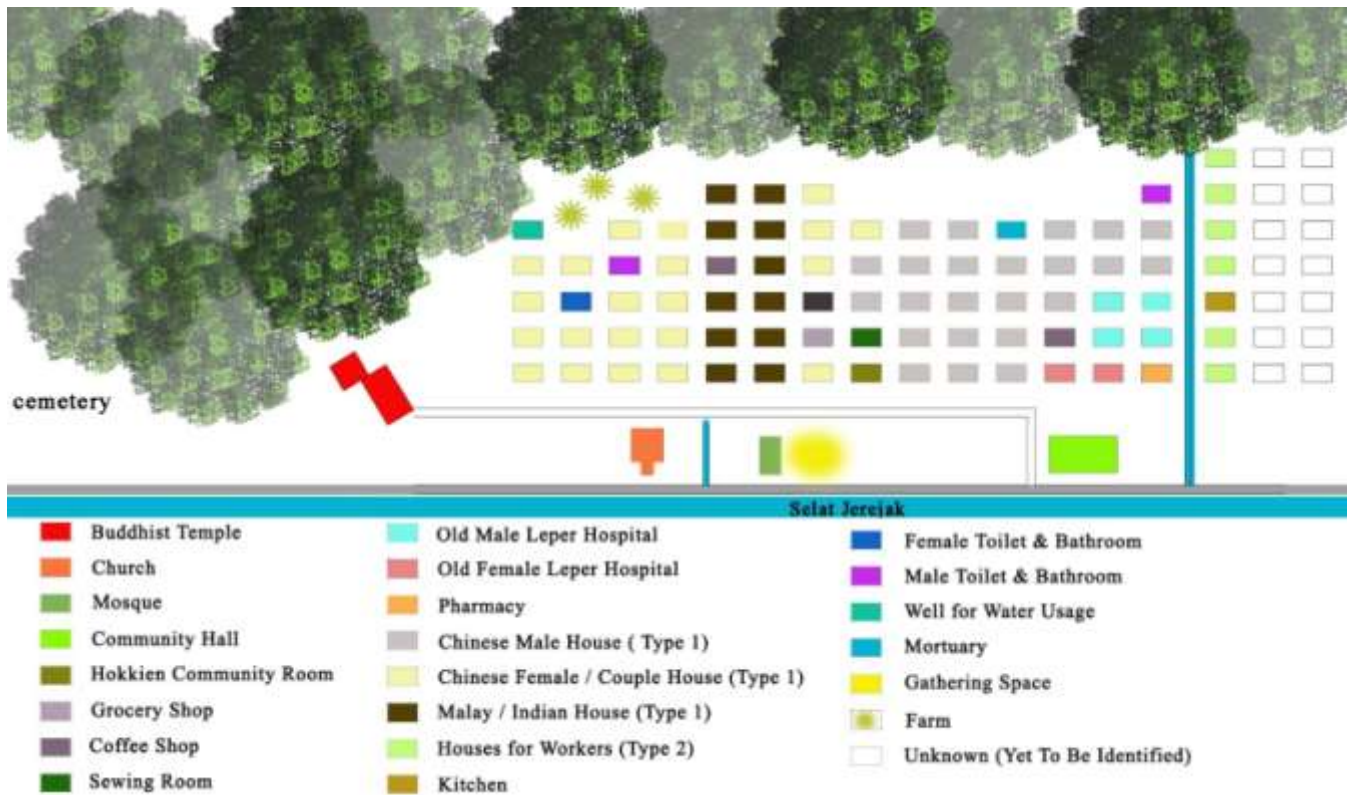 cemetery
Selat Jerejak
Buddhist Temple
Church
Mosque
Community Hall
Hokkien Community Room
Grocery Shop
Coffee Shop
Sewing Room
Old Male Leper Hospital
Old Female Leper Hospital
Pharmacy
Chinese Male House ( Type 1)
Chinese Female / Couple House (Type 1)
Malay / Indian House (Type 1)
Houses for Workers (Type 2)
Kitchen
Female Toilet & Bathroom
Male Toilet & Bathroom
Well for Water Usage
Mortuary
Gathering Space
Farm
Unknown (Yet To Be Identified)